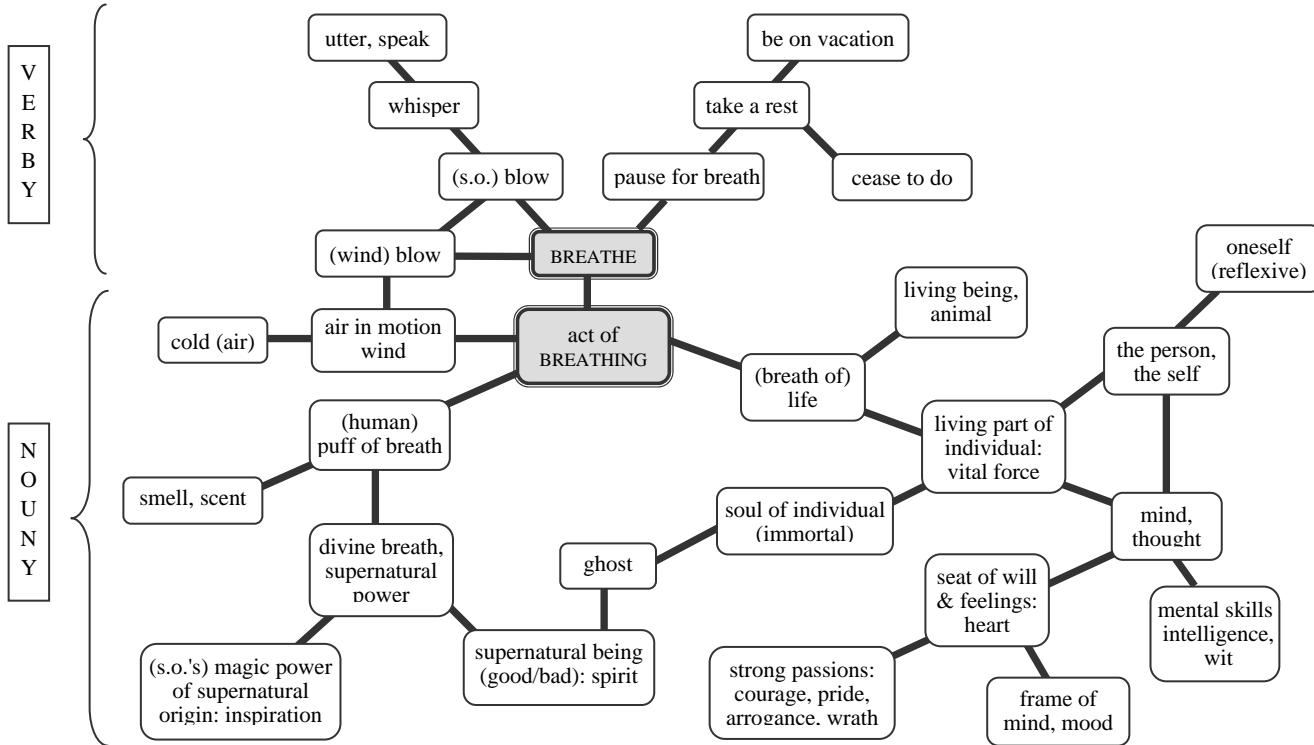 VERBY
utter, speak
be on vacation
whisper
take a rest
(s.o.) blow
pause for breath
cease to do
(wind) blow
BREATHE
oneself
(reflexive)
NOUNY
cold (air)
air in motion
wind
act of
BREATHING
living being,
animal
the person,
the self
(breath of)
life
(human)
puff of breath
living part of
individual:
vital force
smell, scent
soul of individual
(immortal)
mind,
thought
divine breath,
supernatural
power
ghost
seat of will
& feelings:
heart
mental skills
intelligence,
wit
(s.o.'s) magic power
of supernatural
origin: inspiration
supernatural being
(good/bad): spirit
strong passions:
courage, pride,
arrogance, wrath
frame of
mind, mood